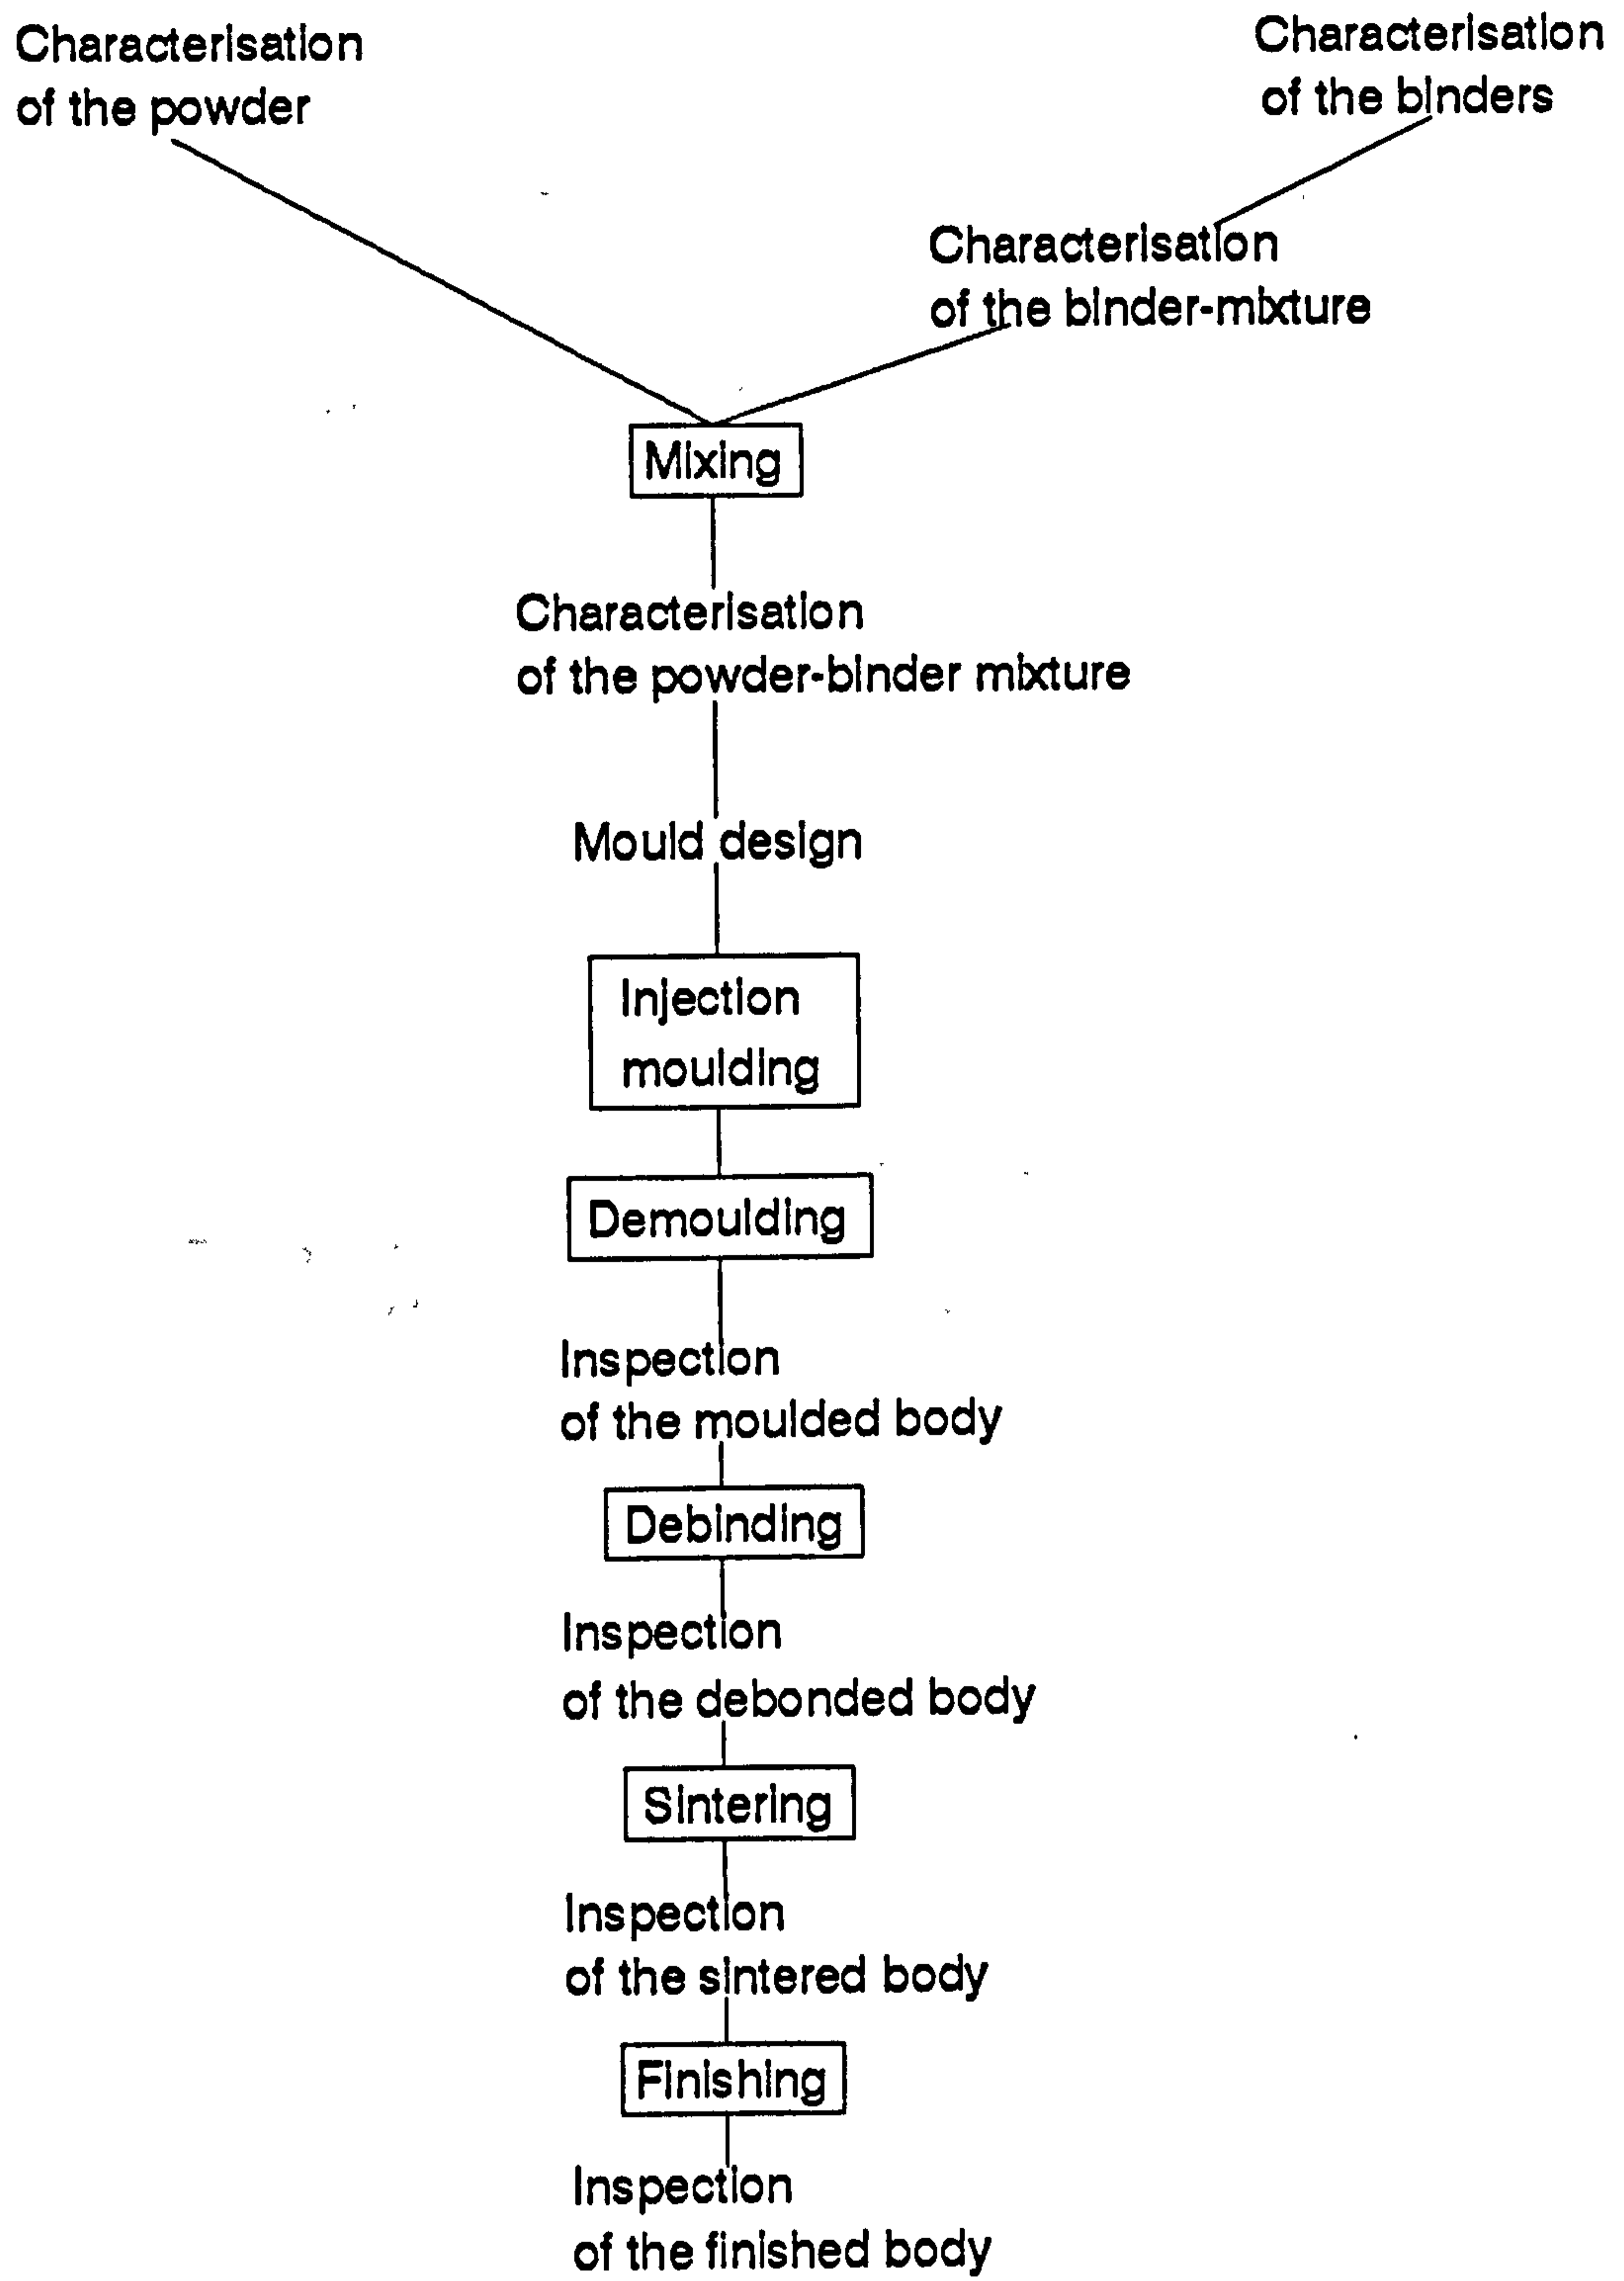 Characterisation
of the powder
Characterisation
of the binders
Characterisation
of the binder-mixture
Mixing
Characterisation
of the powder-binder mixture
Mould design
Injection
moulding
Demoulding
Inspection
of the moulded body
Debinding
Inspection
of the debonded body
Sintering
Inspection
of the sintered body
Finishing
Inspection
of the finished body